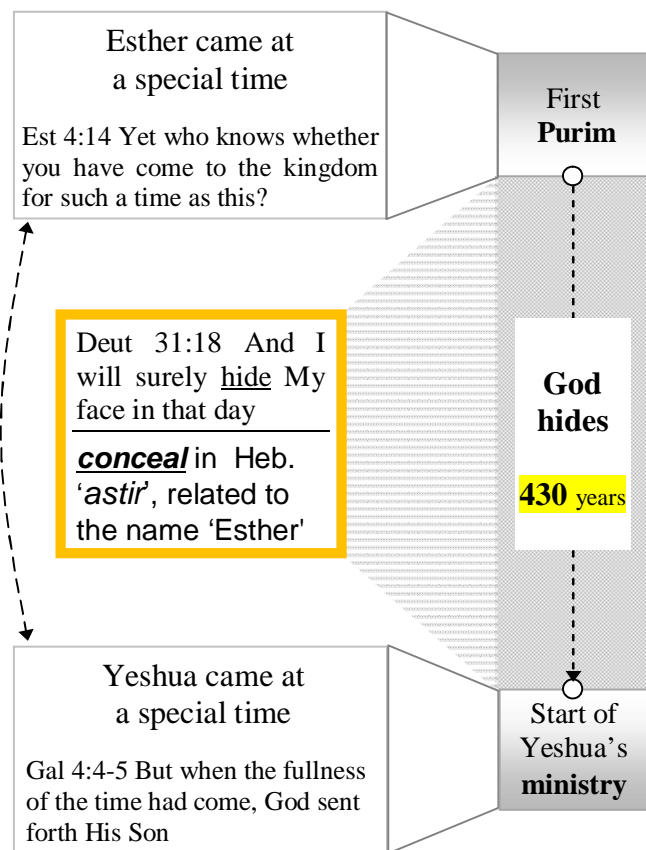 Esther came at
a special time
Est 4:14 Yet who knows whether
you have come to the kingdom
for such a time as this?
First
Purim
Deut 31:18 And I
will surely hide My
face in that day
conceal in Heb.
‘astir’, related to
the name ‘Esther'
God
hides
430 years
Yeshua came at
a special time
Gal 4:4-5 But when the fullness
of the time had come, God sent
forth His Son
Start of
Yeshua’s
ministry